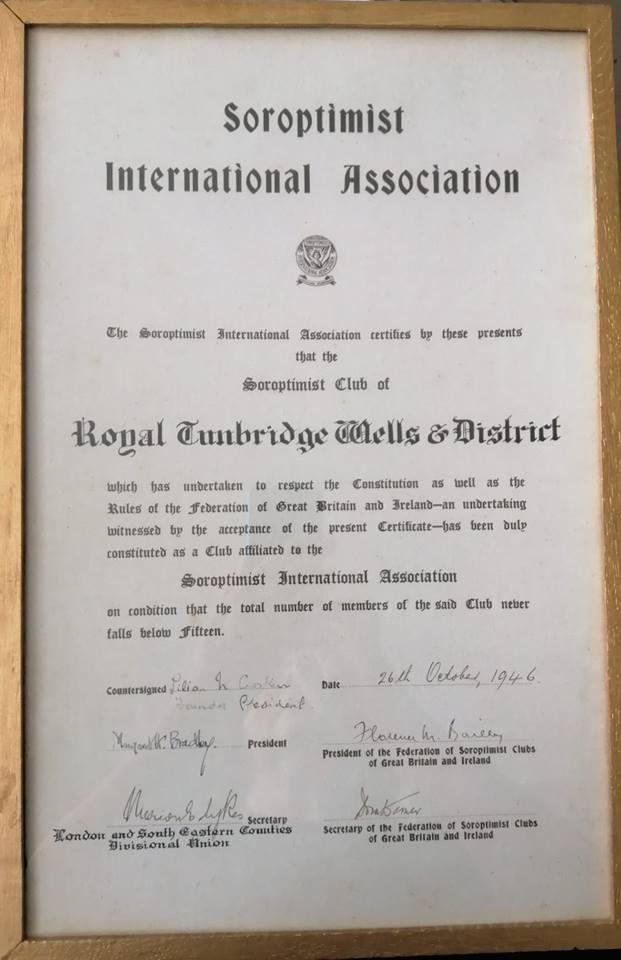 Soroptimist
International Association
The Soroptimist International Association certifies by these presents
that the
Soroptimist Club of
Royal Tunbridge Wells & District
which has undertaken to respect the Constitution as well as the
Rules of the Federation of Great Britain and Ireland—an undertaking
witnessed by the acceptance of the present Certificate—has been duly
constituted as a Club affiliated to the
Soroptimist International Association
on condition that the total number of members of the said Club never
falls below Fifteen.
Countersigned Lilian Date 26th October, 1946.
Founder President.
Bradley. President Florence M. Bailey
President of the Federation of Soroptimist Clubs
of Great Britain and Ireland
Marion E. Sykes Secretary
London and South Eastern Counties Secretary of the Federation of Soroptimist Clubs
Divisional Union of Great Britain and Ireland